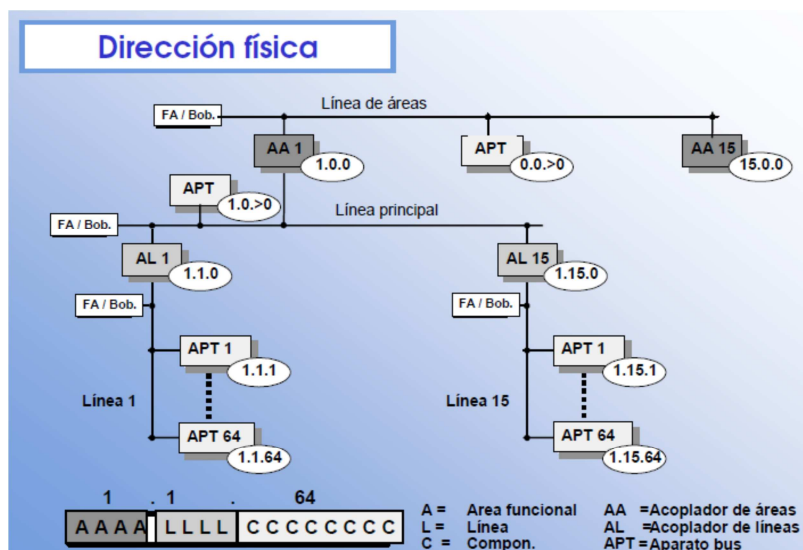 Dirección física
Línea de áreas
FA / Bob.
AA 1
1.0.0
APT
0.0.>0
AA 15
15.0.0
APT
1.0.>0
Línea principal
FA / Bob.
AL 1
1.1.0
AL 15
1.15.0
FA / Bob.
FA / Bob.
APT 1
1.1.1
APT 1
1.15.1
Línea 1
Línea 15
APT 64
1.1.64
APT 64
1.15.64
1 . 1 . 64
A A A A L L L L C C C C C C C C
A = Area funcional
L = Línea
C = Compon.
AA =Acoplador de áreas
AL =Acoplador de líneas
APT =Aparato bus